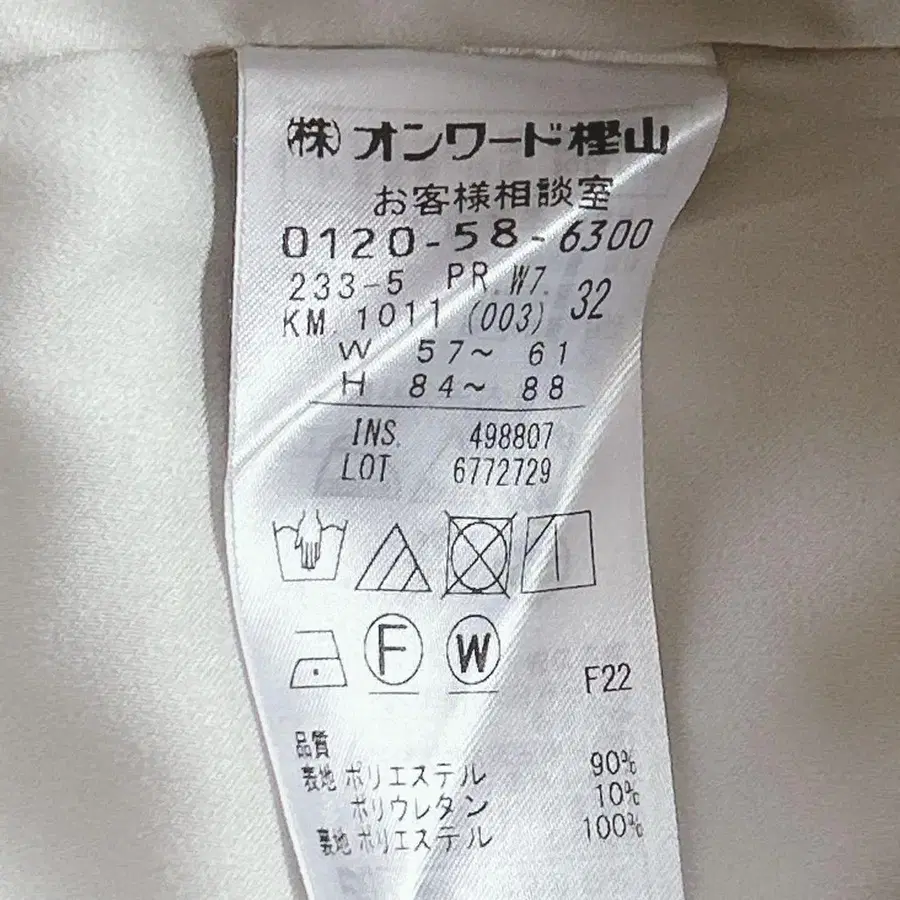 ㈱オンワード樫山
お客様相談室
0120-58-6300
233-5 PR.W7. 32
KM. 1011 (003)
W 57~ 61
H 84~ 88
INS. 498807
LOT 6772729
F W
F22
品質
表地 ポリエステル 90%
ポリウレタン 10%
裏地 ポリエステル 100%